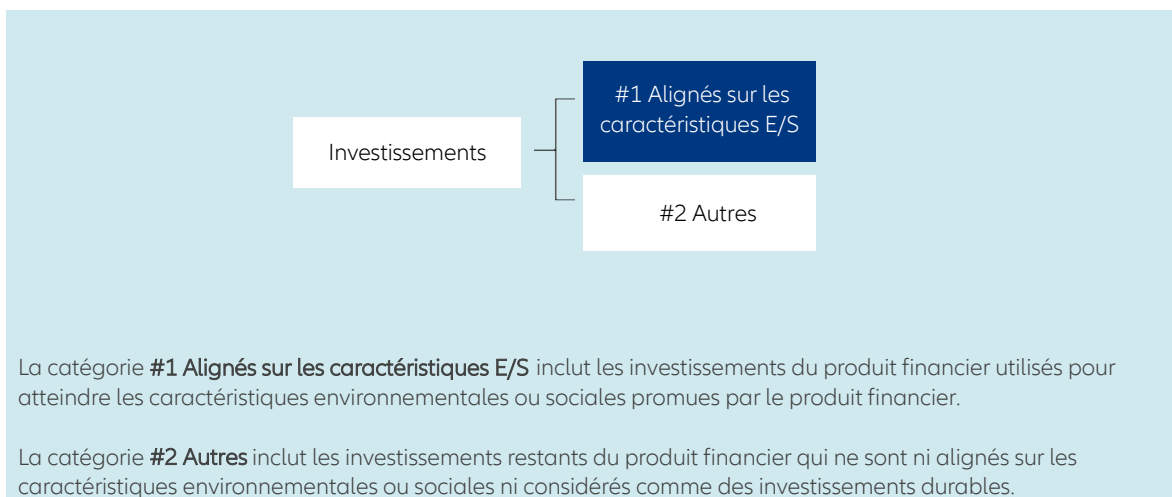 #1 Alignés sur les
caractéristiques E/S
Investissements
#2 Autres
La catégorie #1 Alignés sur les caractéristiques E/S inclut les investissements du produit financier utilisés pour
atteindre les caractéristiques environnementales ou sociales promues par le produit financier.
La catégorie #2 Autres inclut les investissements restants du produit financier qui ne sont ni alignés sur les
caractéristiques environnementales ou sociales ni considérés comme des investissements durables.